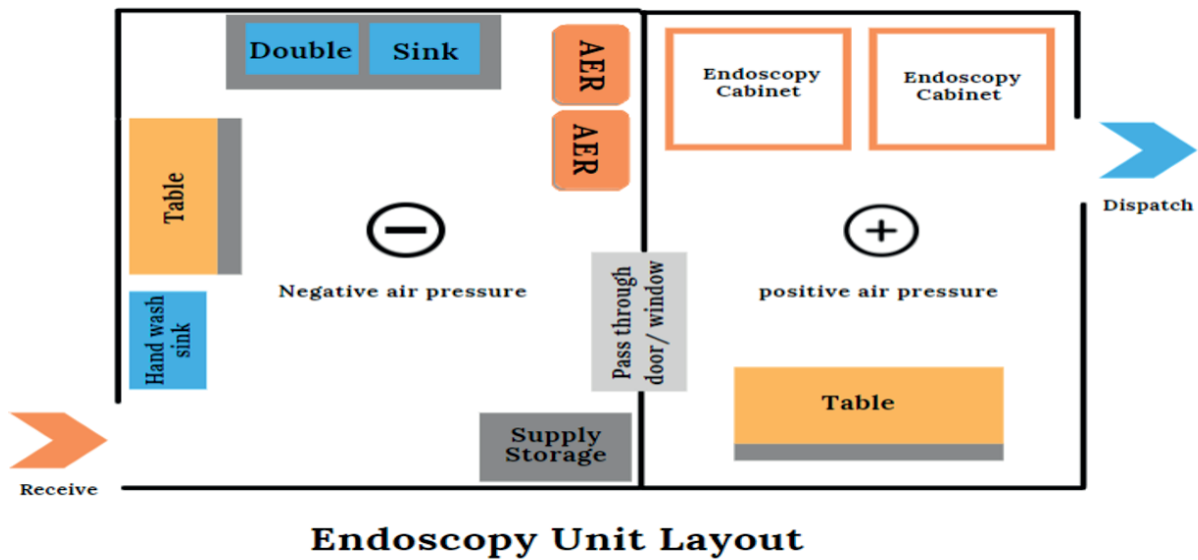 Double
Sink
AER
AER
Endoscopy
Cabinet
Endoscopy
Cabinet
Table
Dispatch
Negative air pressure
positive air pressure
Hand wash
sink
Pass through
door/ window
Table
Supply
Storage
Receive
Endoscopy Unit Layout